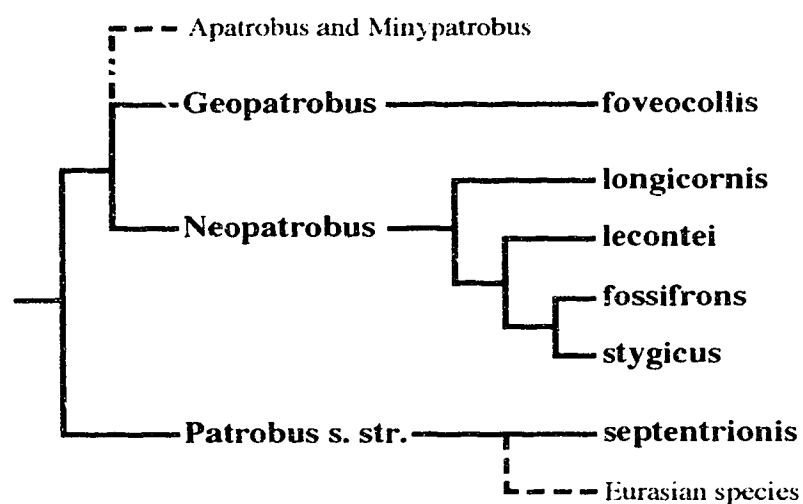 Apatrobus and Minypatrobus
Geopatrobus foveocollis
longicornis
Neopatrobus
lecontei
fossifrons
stygicus
Patrobus s. str. septentrionis
Eurasian species